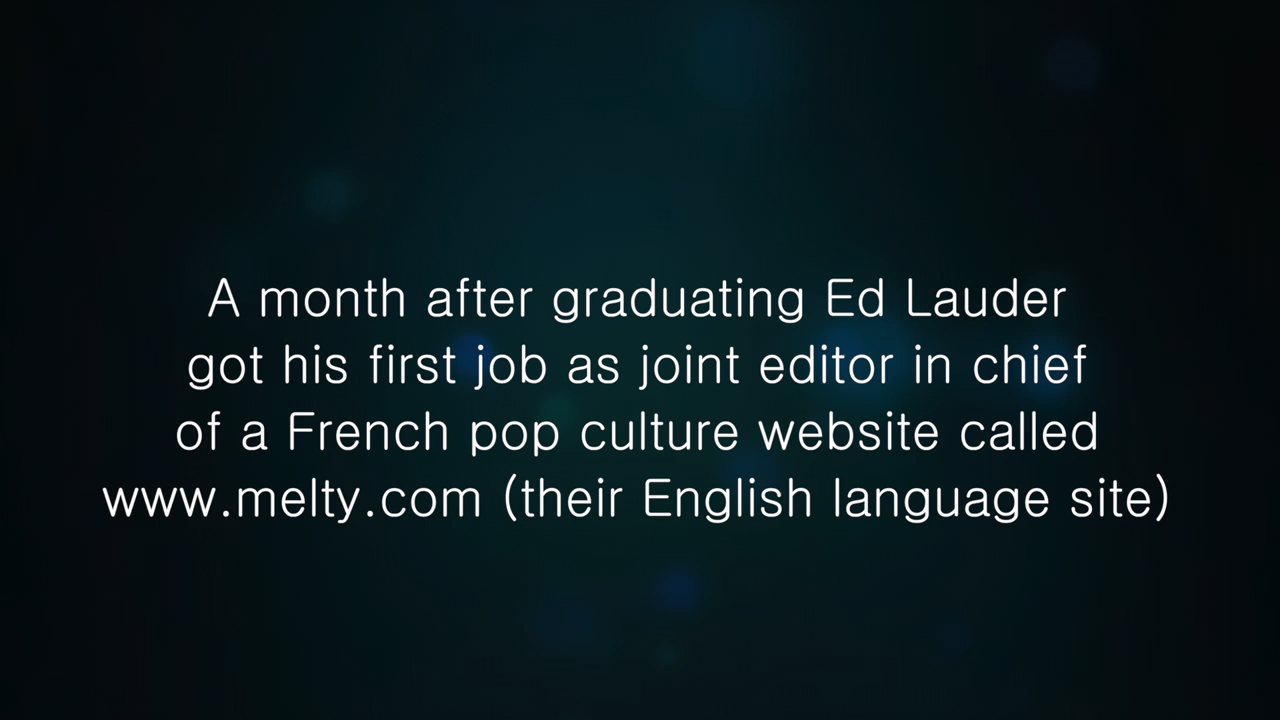 A month after graduating Ed Lauder
got his first job as joint editor in chief
of a French pop culture website called
www.melty.com (their English language site)